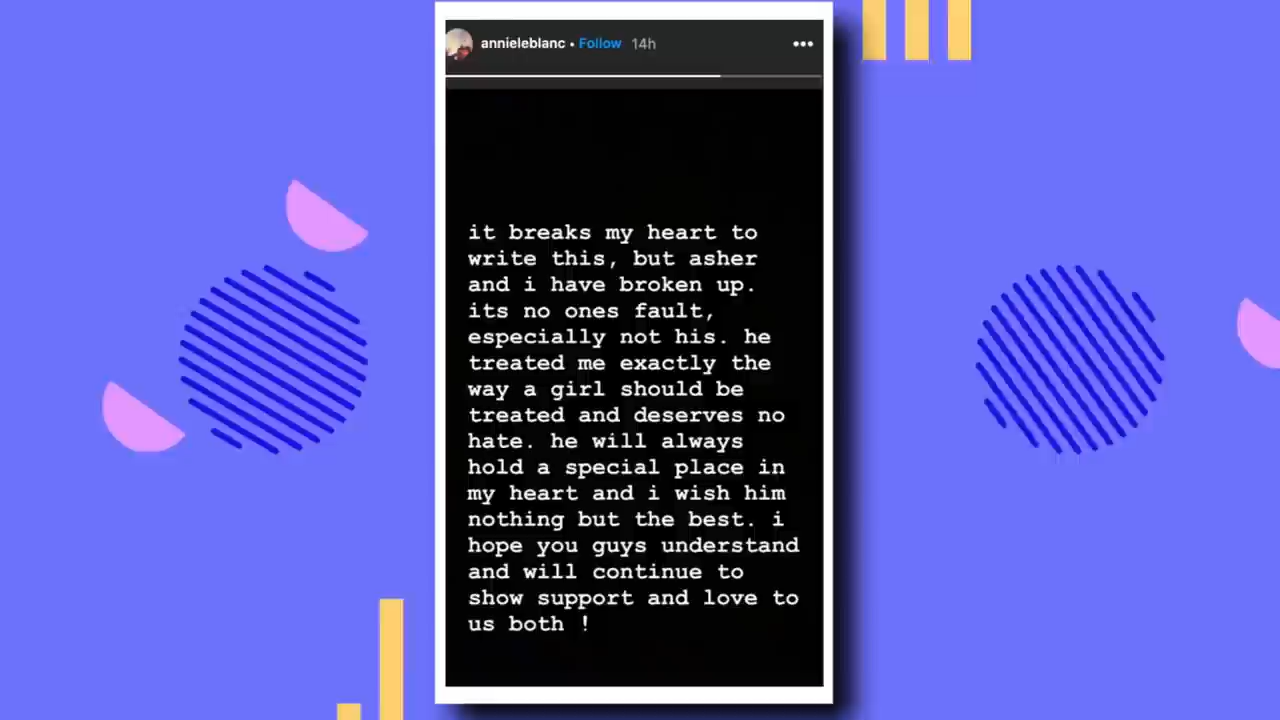 annieleblanc • Follow 14h
it breaks my heart to
write this, but asher
and i have broken up.
its no ones fault,
especially not his. he
treated me exactly the
way a girl should be
treated and deserves no
hate. he will always
hold a special place in
my heart and i wish him
nothing but the best. i
hope you guys understand
and will continue to
show support and love to
us both !